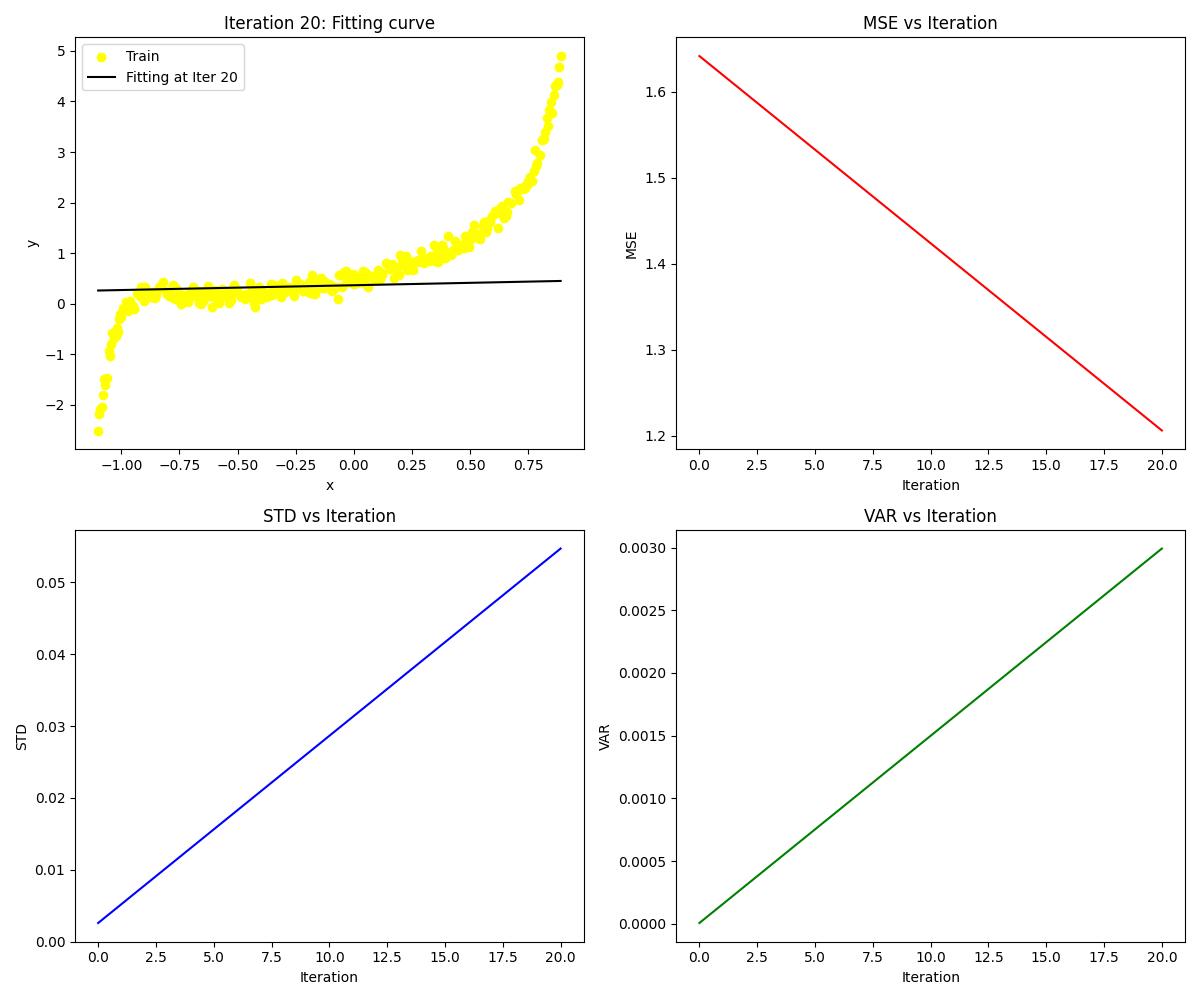 Iteration 20: Fitting curve
Train
Fitting at Iter 20
y
5
4
3
2
1
0
−1
−2
−1.00 −0.75 −0.50 −0.25 0.00 0.25 0.50 0.75
x
MSE vs Iteration
MSE
1.6
1.5
1.4
1.3
1.2
0.0 2.5 5.0 7.5 10.0 12.5 15.0 17.5 20.0
Iteration
STD vs Iteration
STD
0.05
0.04
0.03
0.02
0.01
0.00
0.0 2.5 5.0 7.5 10.0 12.5 15.0 17.5 20.0
Iteration
VAR vs Iteration
VAR
0.0030
0.0025
0.0020
0.0015
0.0010
0.0005
0.0000
0.0 2.5 5.0 7.5 10.0 12.5 15.0 17.5 20.0
Iteration